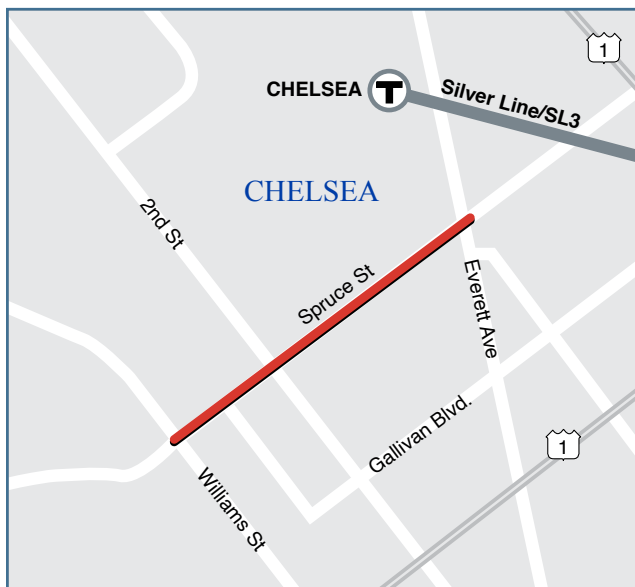 1
CHELSEA
T
Silver Line/SL3
CHELSEA
2nd St
Spruce St
Everett Ave
Gallivan Blvd.
1
Williams St